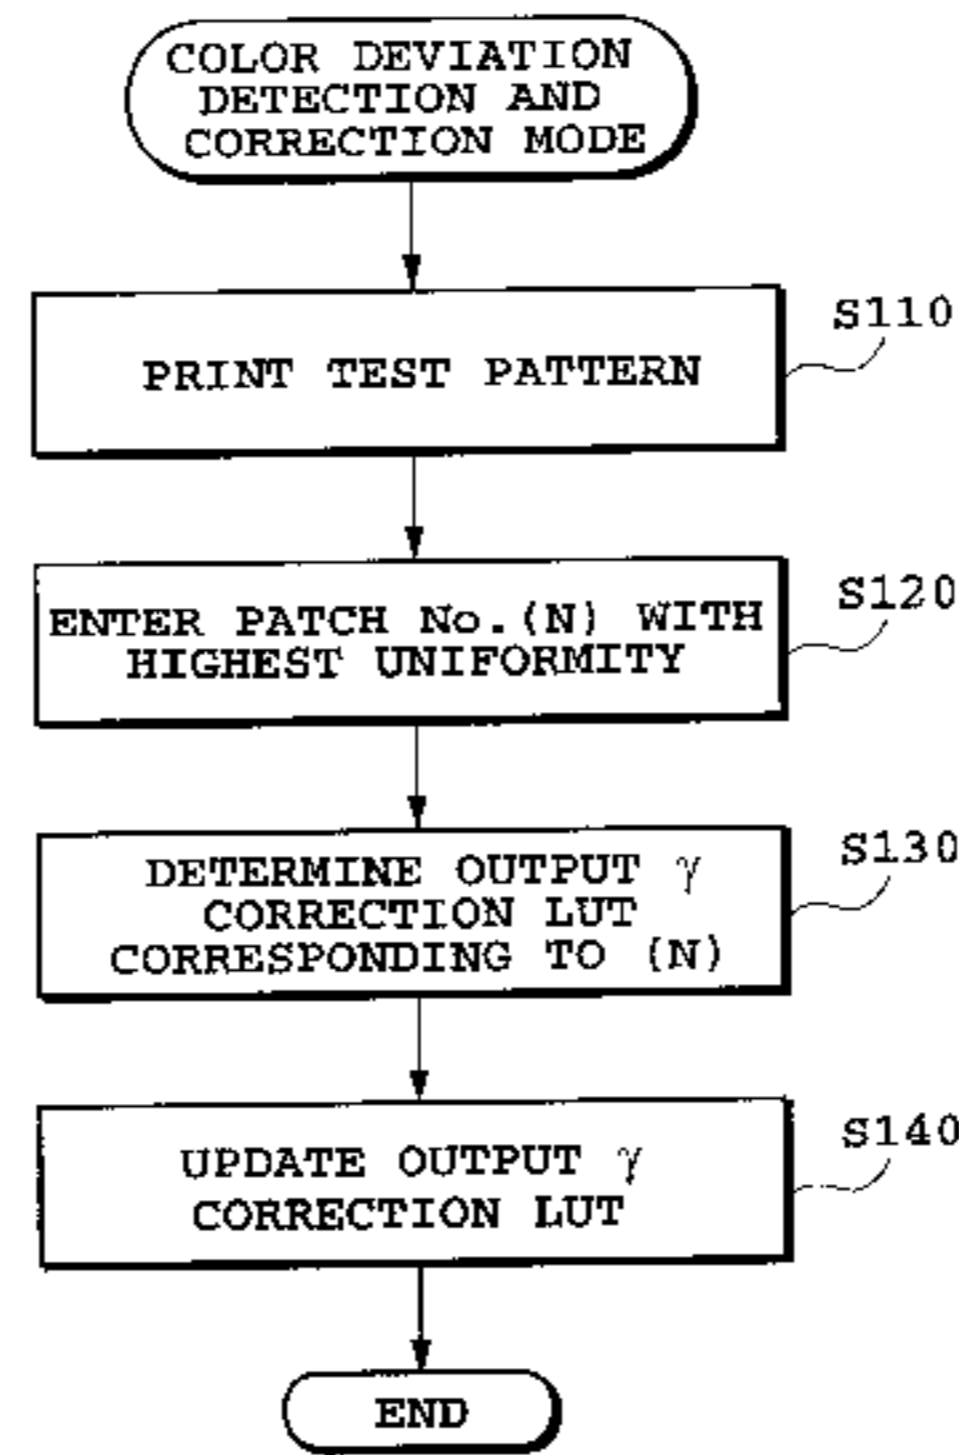 COLOR DEVIATION
DETECTION AND
CORRECTION MODE
PRINT TEST PATTERN
S110
ENTER PATCH No.(N) WITH
HIGHEST UNIFORMITY
S120
DETERMINE OUTPUT γ
CORRECTION LUT
CORRESPONDING TO (N)
S130
UPDATE OUTPUT γ
CORRECTION LUT
S140
END